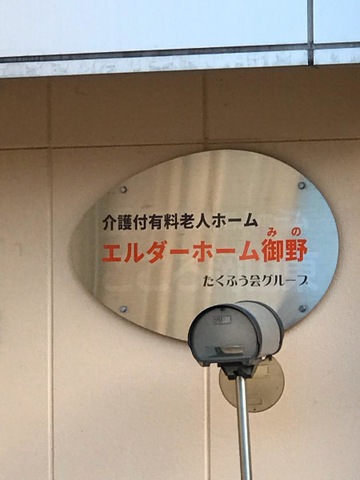 介護付有料老人ホーム
みの
エルダーホーム御野
たくふう会グループ